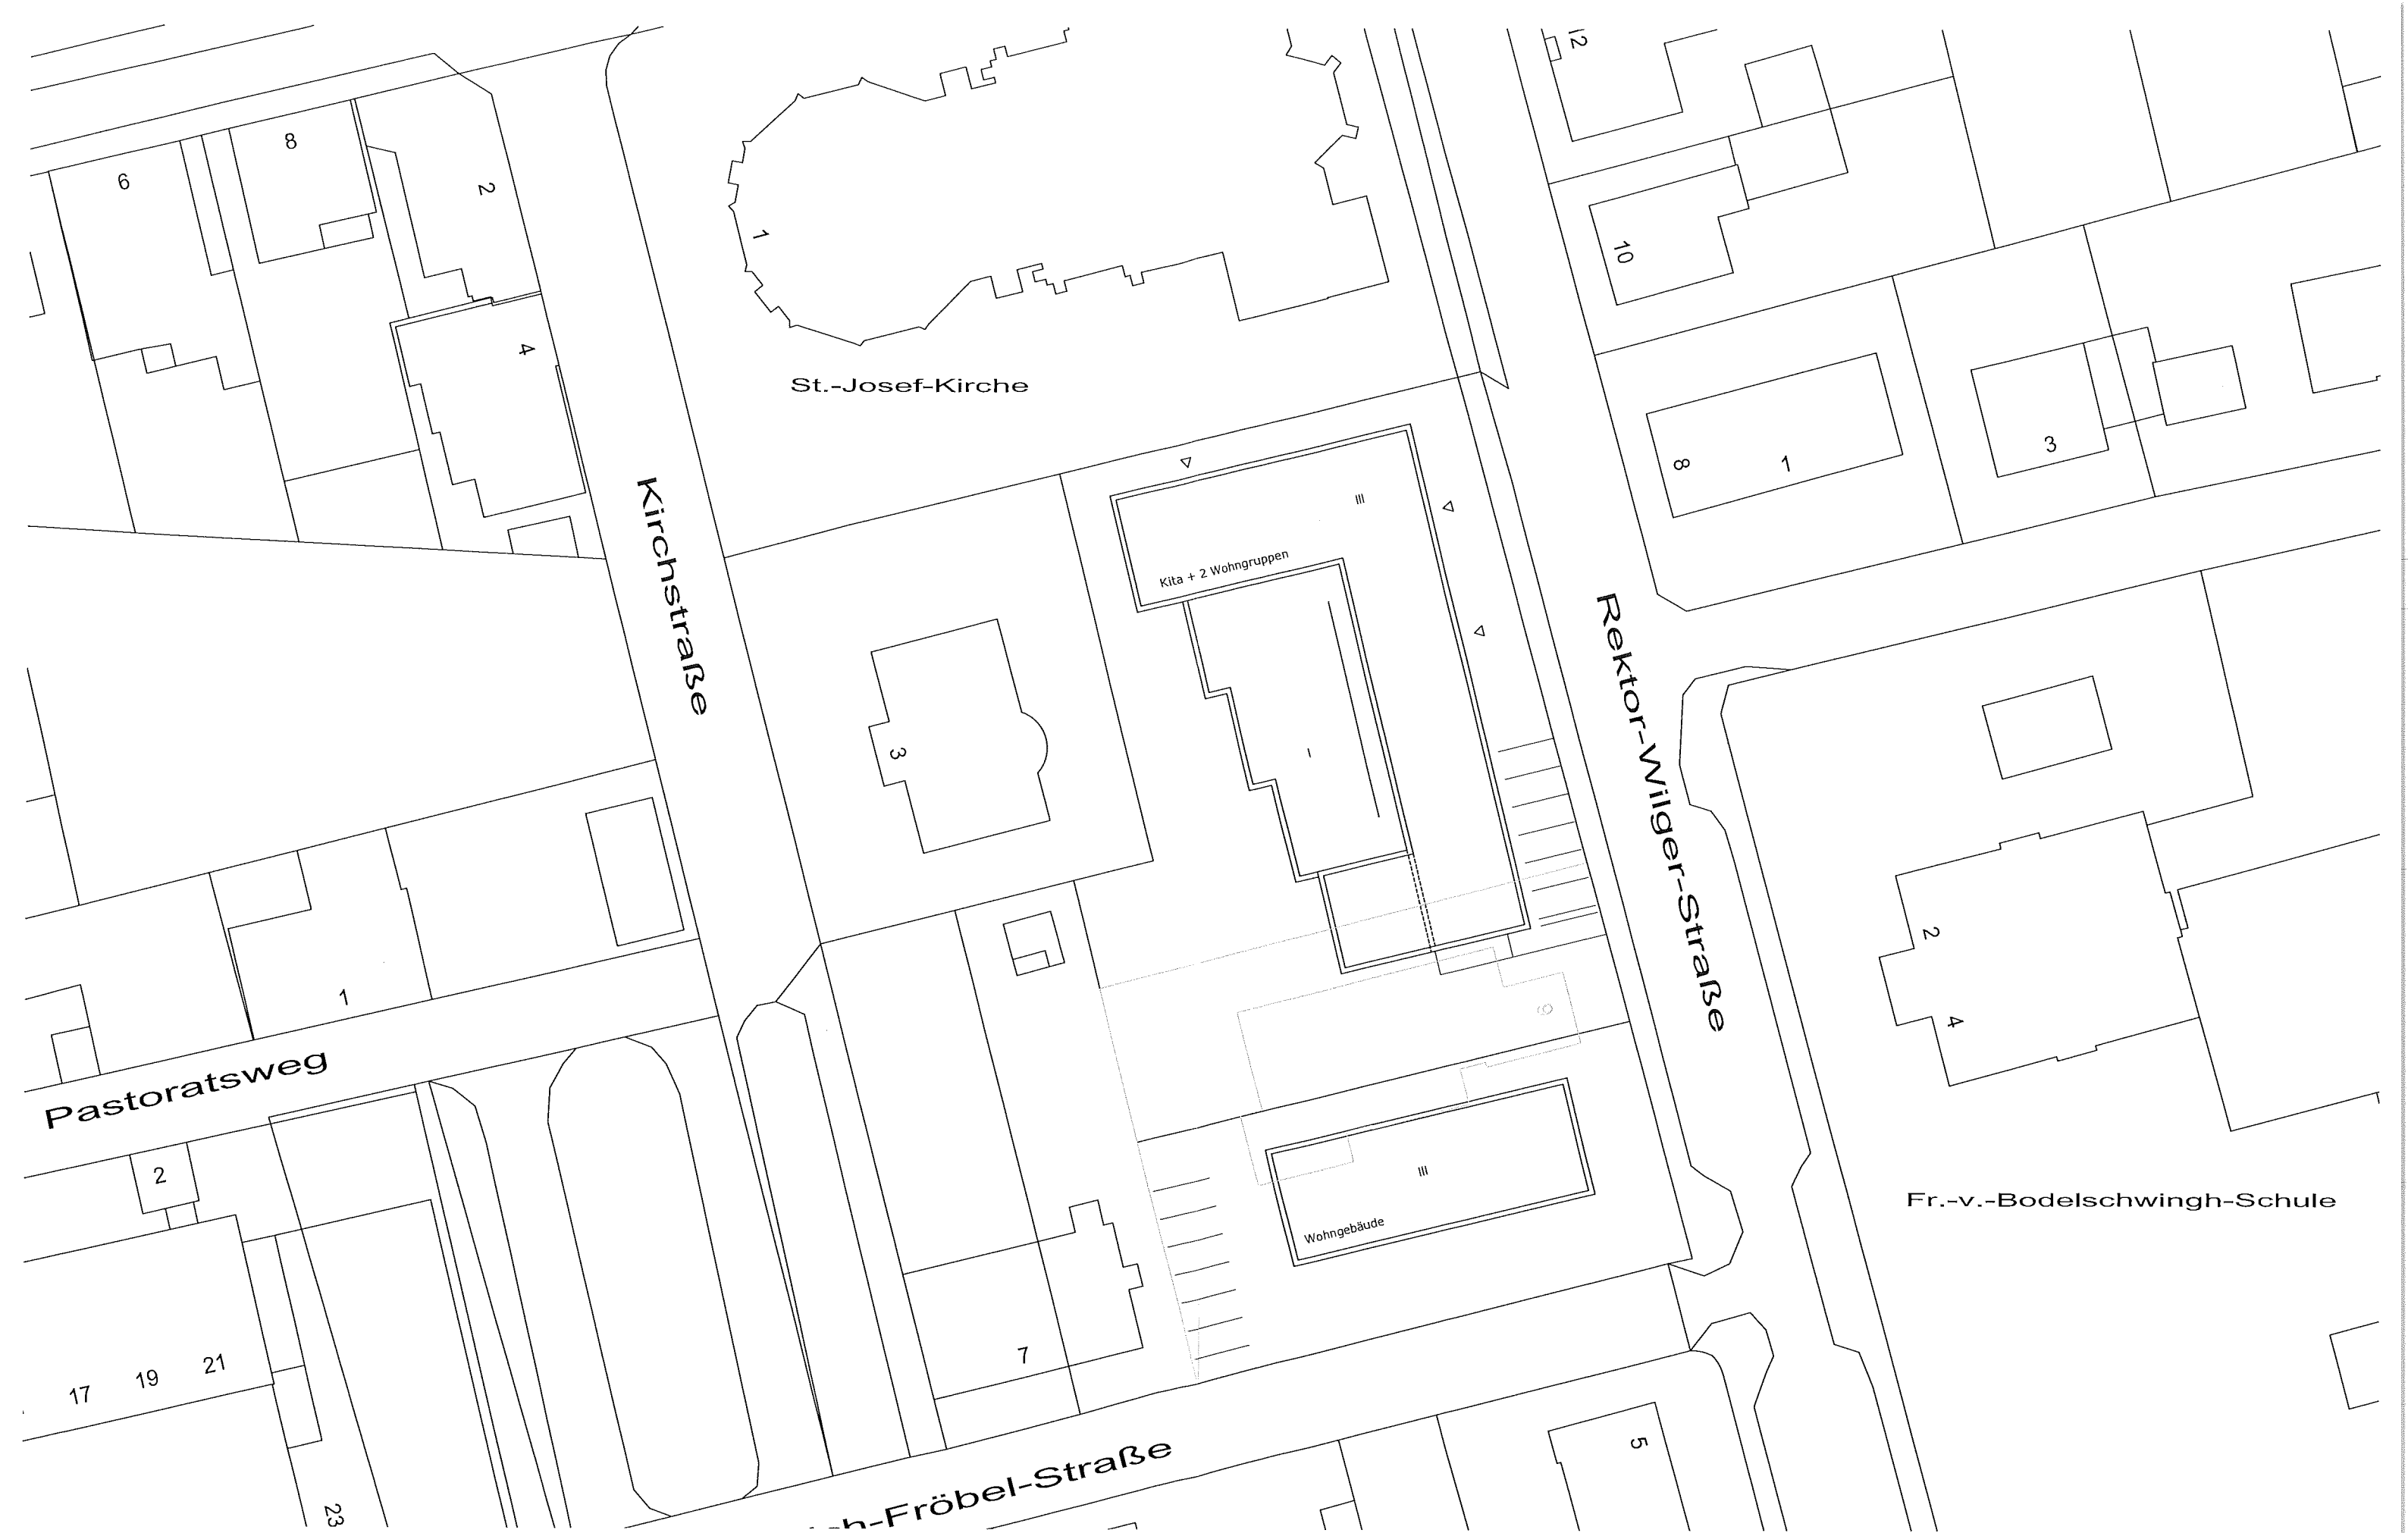 12
8
6
2
1
10
4
St.-Josef-Kirche
3
8
1
III
Kirchstraße
Kita + 2 Wohngruppen
Rektor-Wilger-Straße
3
I
2
1
4
Pastoratsweg
2
III
Fr.-v.-Bodelschwingh-Schule
Wohngebäude
7
21
19
17
5
ich-Fröbel-Straße
23